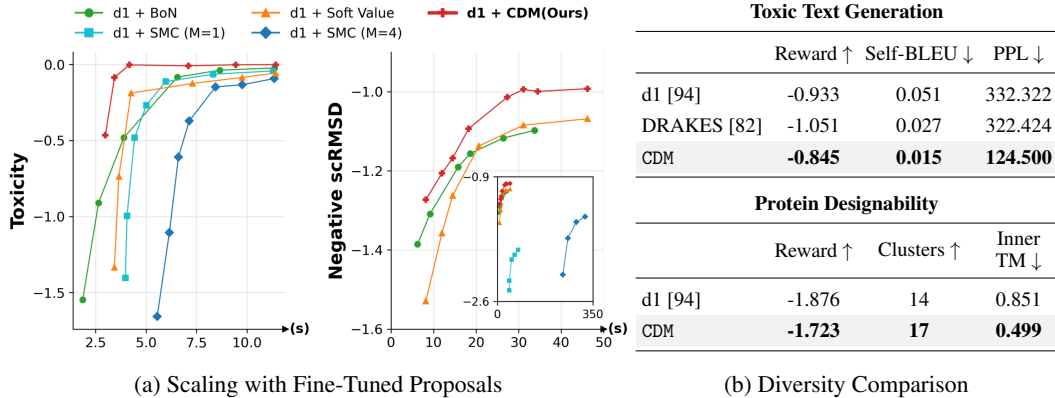 d1 + BoN
d1 + Soft Value
d1 + CDM(Ours)
d1 + SMC (M=1)
d1 + SMC (M=4)
Toxicity
0.0
−0.5
−1.0
−1.5
2.5 5.0 7.5 10.0 (s)
Negative scRMSD
−1.0
−1.2
−1.4
−1.6
0 10 20 30 40 50 (s)
−0.9
−2.6
0 350
(a) Scaling with Fine-Tuned Proposals
Toxic Text Generation
Reward ↑ Self-BLEU ↓ PPL ↓
d1 [94] -0.933 0.051 332.322
DRAKES [82] -1.051 0.027 322.424
CDM -0.845 0.015 124.500
Protein Designability
Reward ↑ Clusters ↑ Inner
TM ↓
d1 [94] -1.876 14 0.851
CDM -1.723 17 0.499
(b) Diversity Comparison